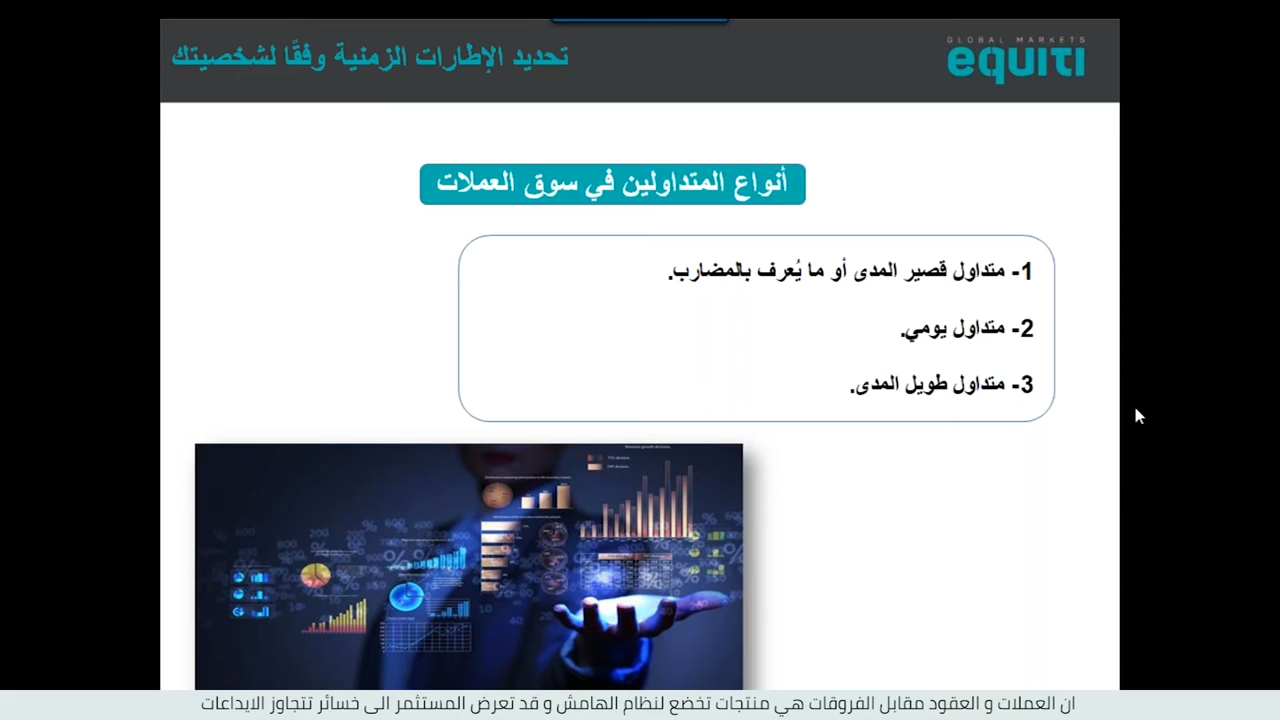 تحديد الإطارات الزمنية وفقًا لشخصيتك
GLOBAL MARKETS
equiti
أنواع المتداولين في سوق العملات
1- متداول قصير المدى أو ما يُعرف بالمضارب.
2- متداول يومي.
3- متداول طويل المدى.
ان العملات و العقود مقابل الفروقات هي منتجات تخضع لنظام الهامش و قد تعرض المستثمر الى خسائر تتجاوز الايداعات